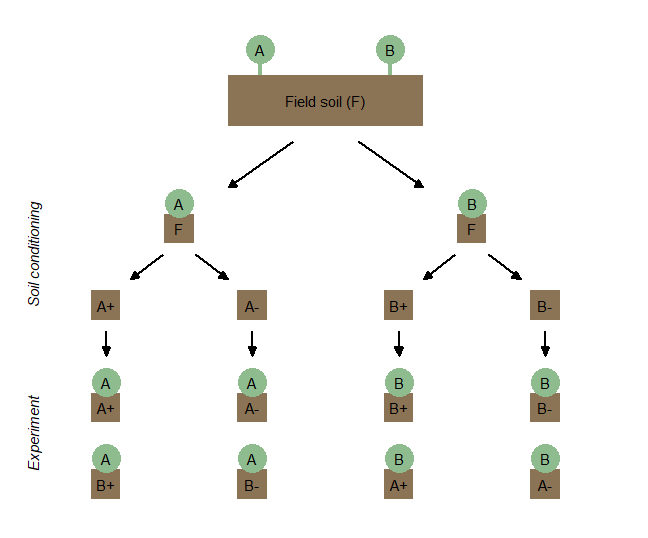 A B
Field soil (F)
Soil conditioning
A B
F F
A+ A- B+ B-
Experiment
A A B B
A+ A- B+ B-
A A B B
B+ B- A+ A-